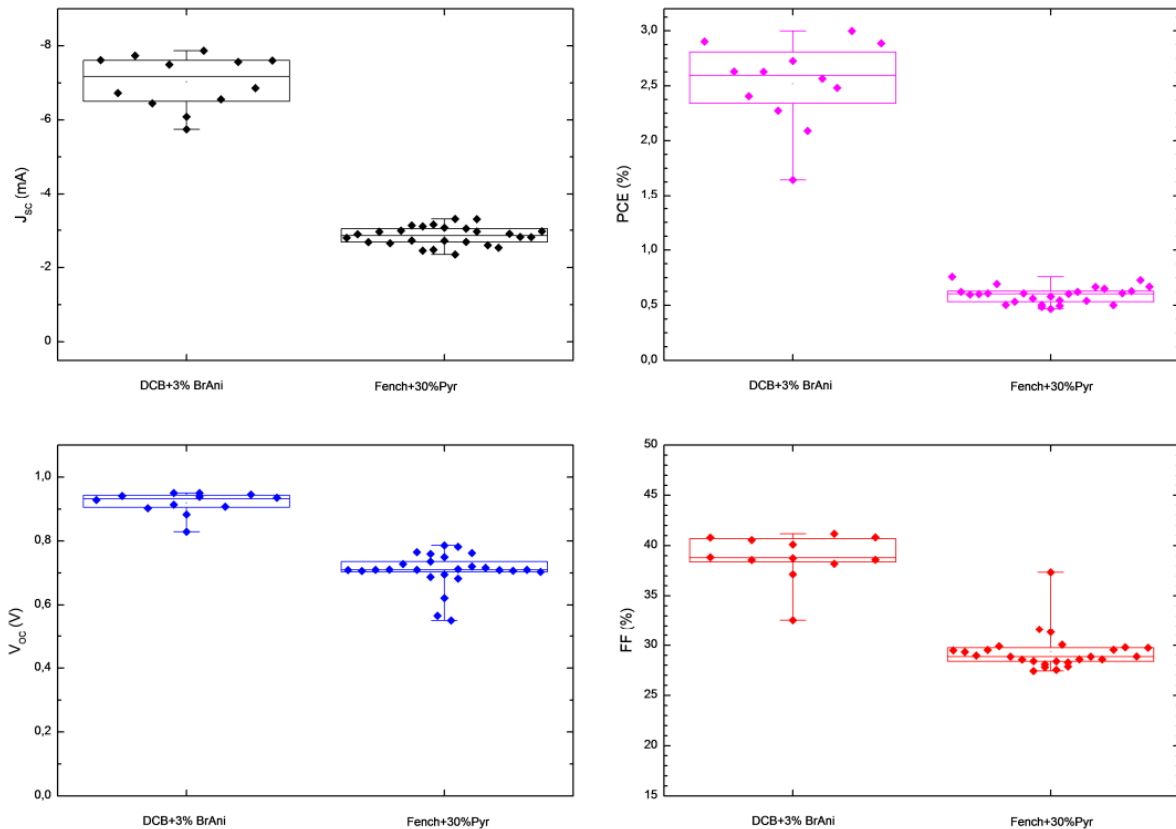 -8
-6
-4
-2
0
J_SC (mA)
DCB+3% BrAni
Fench+30%Pyr
3,0
2,5
2,0
1,5
1,0
0,5
0,0
PCE (%)
DCB+3% BrAni
Fench+30%Pyr
1,0
0,8
0,6
0,4
0,2
0,0
V_OC (V)
DCB+3% BrAni
Fench+30%Pyr
50
45
40
35
30
25
20
15
FF (%)
DCB+3% BrAni
Fench+30%Pyr